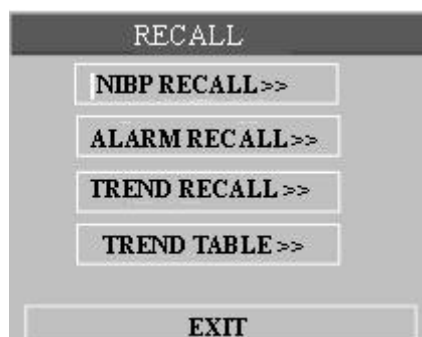 RECALL
NIBP RECALL>>
ALARM RECALL>>
TREND RECALL>>
TREND TABLE>>
EXIT